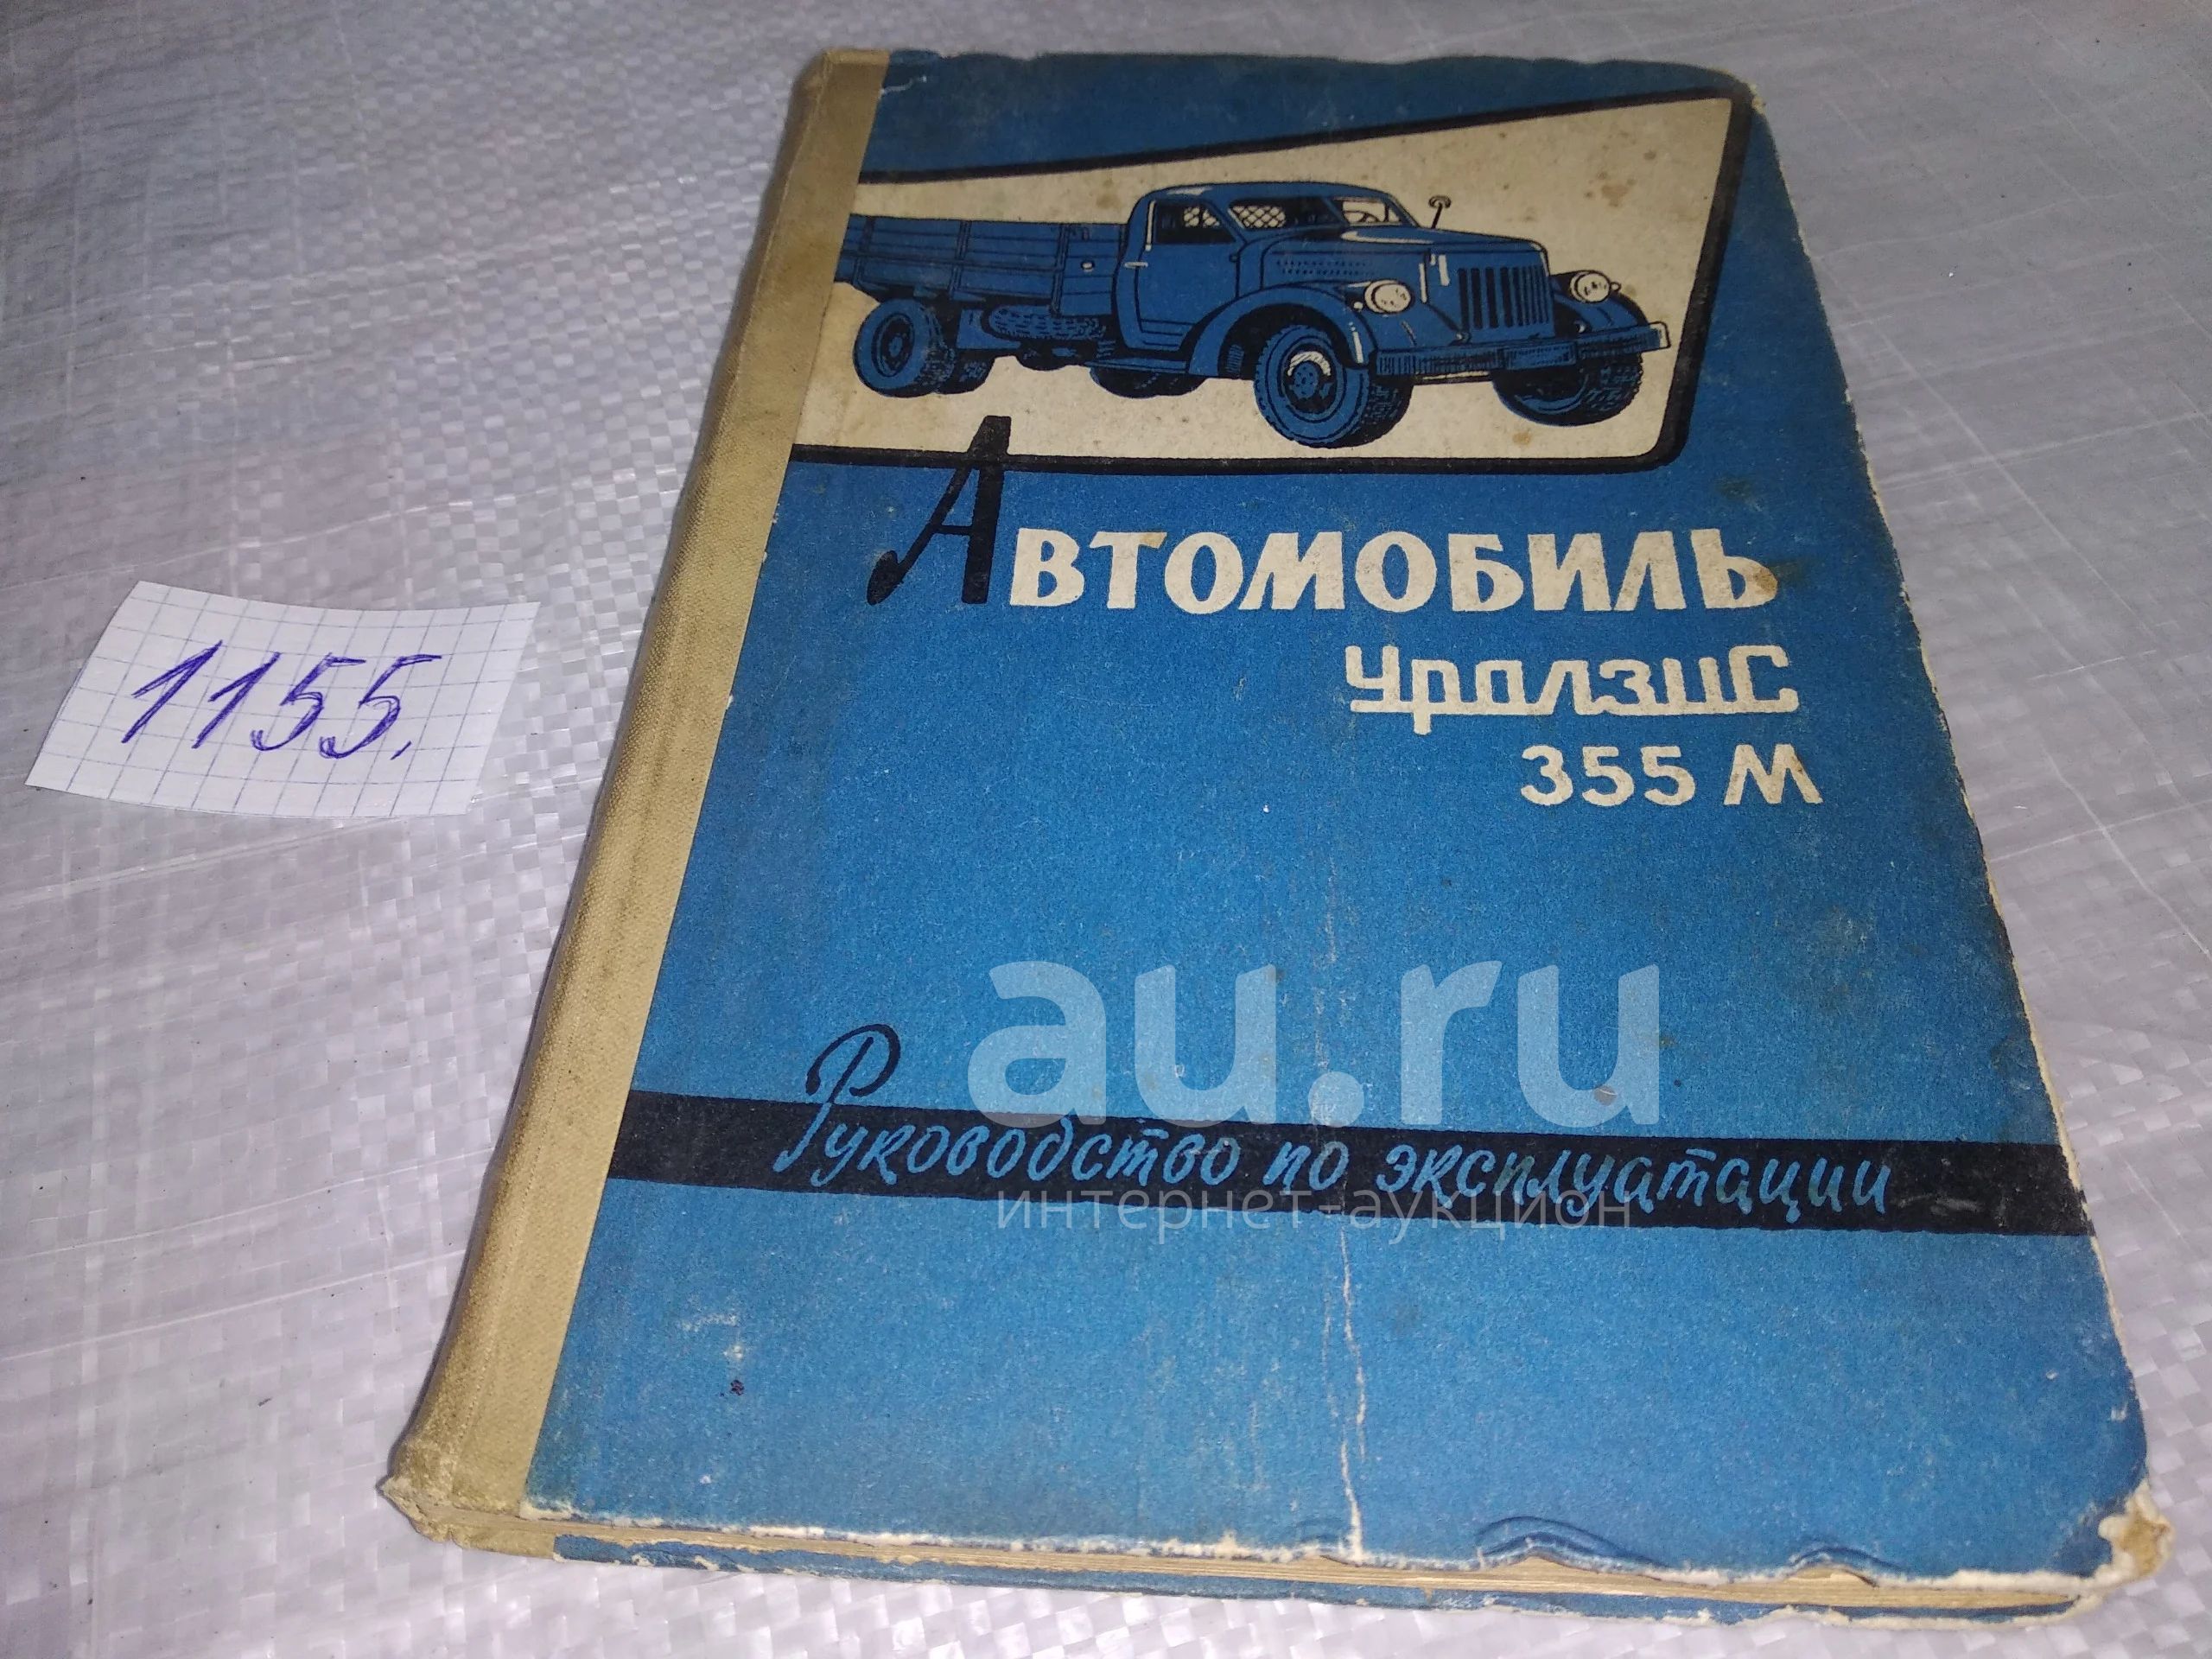 1155.
Автомобиль
УралЗиС
355 М
au.ru
Руководство по эксплуатации
интернет-аукцион